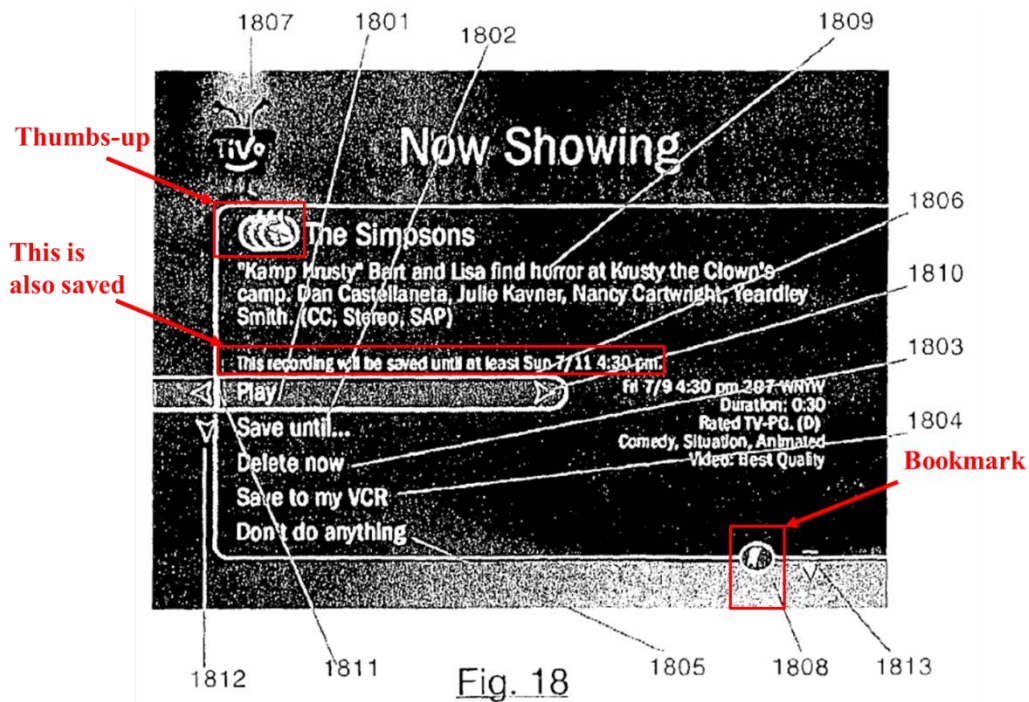 1807 1801 1802 1809
Thumbs-up
TiVo
Now Showing
1806
The Simpsons
This is
also saved
"Kamp Krusty" Bart and Lisa find horror at Krusty the Clown's
camp. Dan Castellaneta, Julie Kavner, Nancy Cartwright, Yeardley
Smith. (CC, Stereo, SAP)
1810
This recording will be saved until at least Sun 7/11 4:30 pm.
1803
Play
Fri 7/9 4:30 pm 287 WNYW
Duration: 0:30
Rated TV-PG. (D)
Comedy, Situation, Animated
Video: Best Quality
1804
Save until...
Delete now
Bookmark
Save to my VCR
Don't do anything
1812 1811 1805 1808 1813
Fig. 18